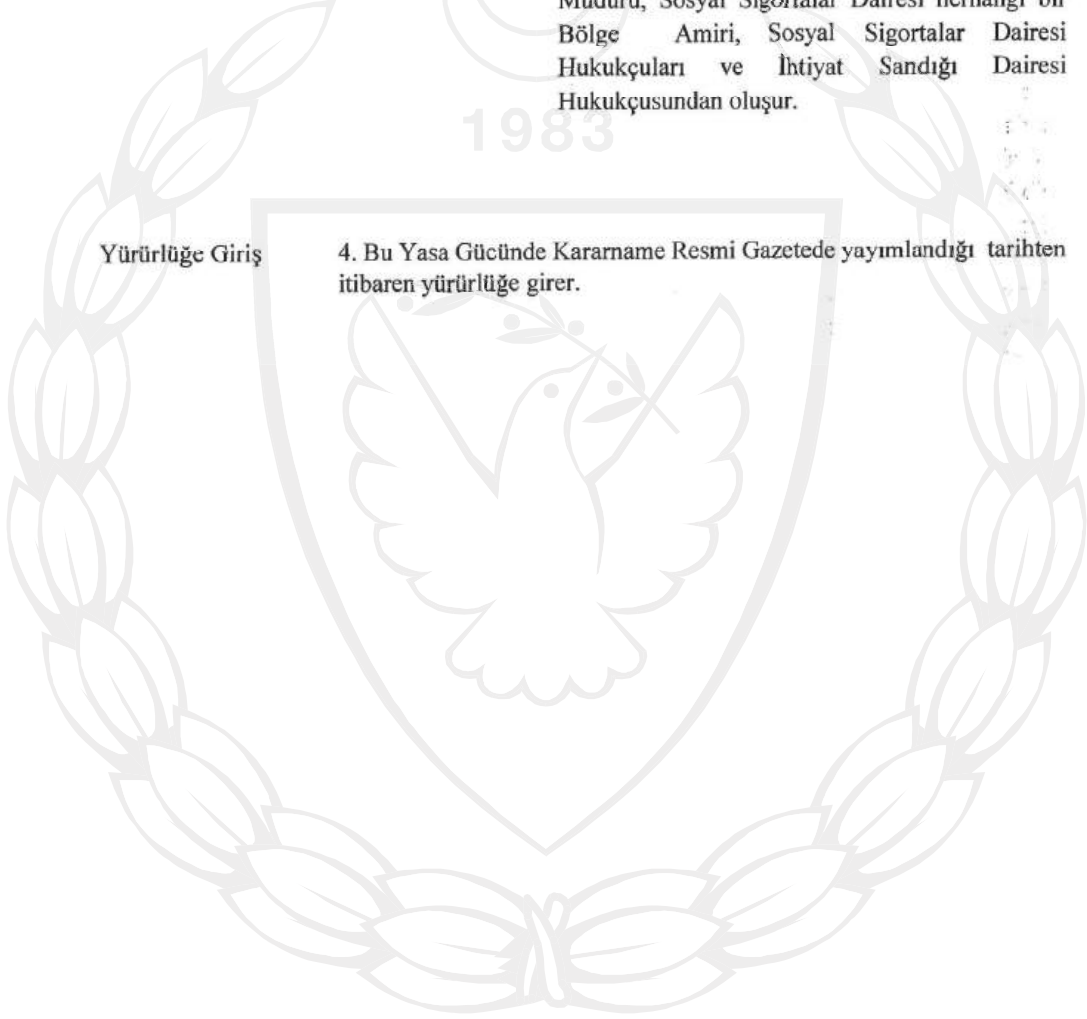 Müdürü, Sosyal Sigortalar Dairesi herhangi bir
Bölge Amiri, Sosyal Sigortalar Dairesi
Hukukçuları ve İhtiyat Sandığı Dairesi
Hukukçusundan oluşur.
1983
Yürürlüğe Giriş 4. Bu Yasa Gücünde Kararname Resmi Gazetede yayımlandığı tarihten
itibaren yürürlüğe girer.